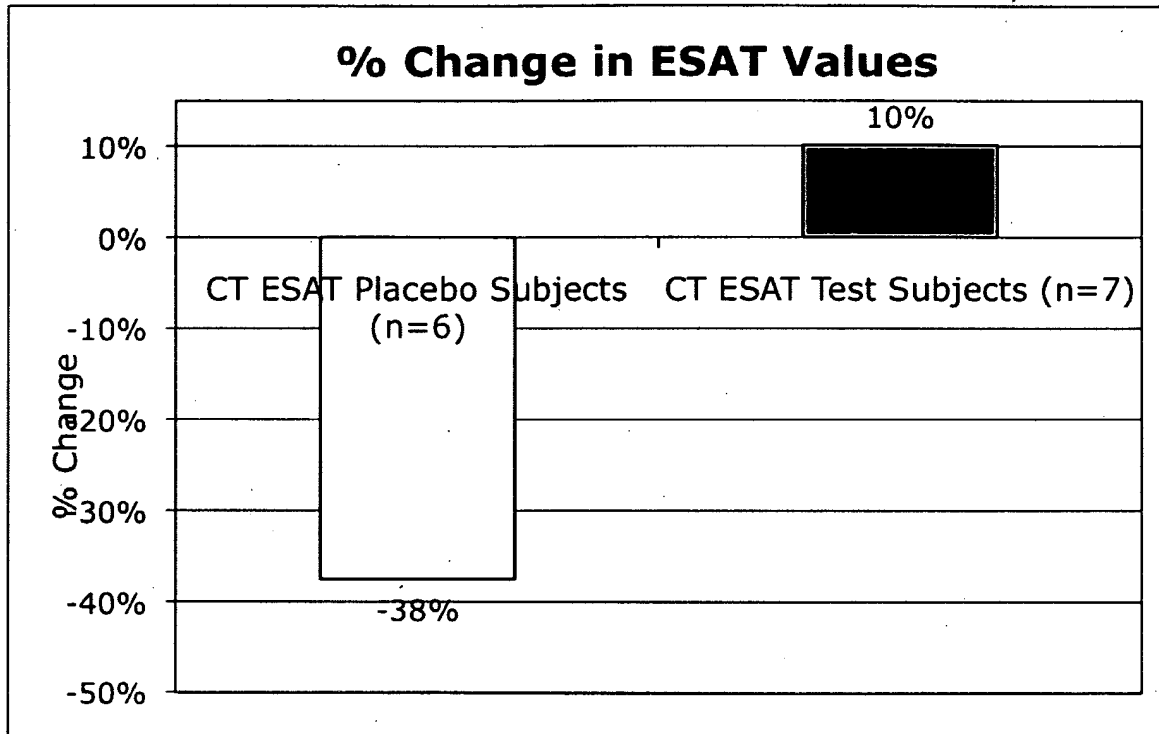 % Change in ESAT Values
10%
10%
0%
CT ESAT Placebo Subjects
(n=6)
CT ESAT Test Subjects (n=7)
-10%
-20%
-30%
-40%
-50%
-38%
% Change